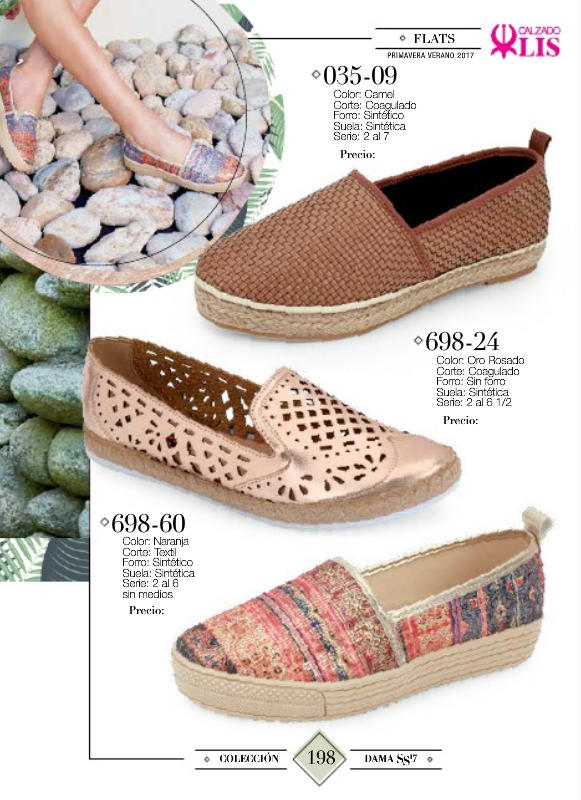 FLATS
PRIMAVERA VERANO 2017
CALZADO
LIS
035-09
Color: Camel
Corte: Coagulado
Forro: Sintético
Suela: Sintética
Serie: 2 al 7
Precio:
698-24
Color: Oro Rosado
Corte: Coagulado
Forro: Sin forro
Suela: Sintética
Serie: 2 al 6 1/2
Precio:
698-60
Color: Naranja
Corte: Textil
Forro: Sintético
Suela: Sintética
Serie: 2 al 6
sin medios
Precio:
COLECCIÓN
198
DAMA SS'17